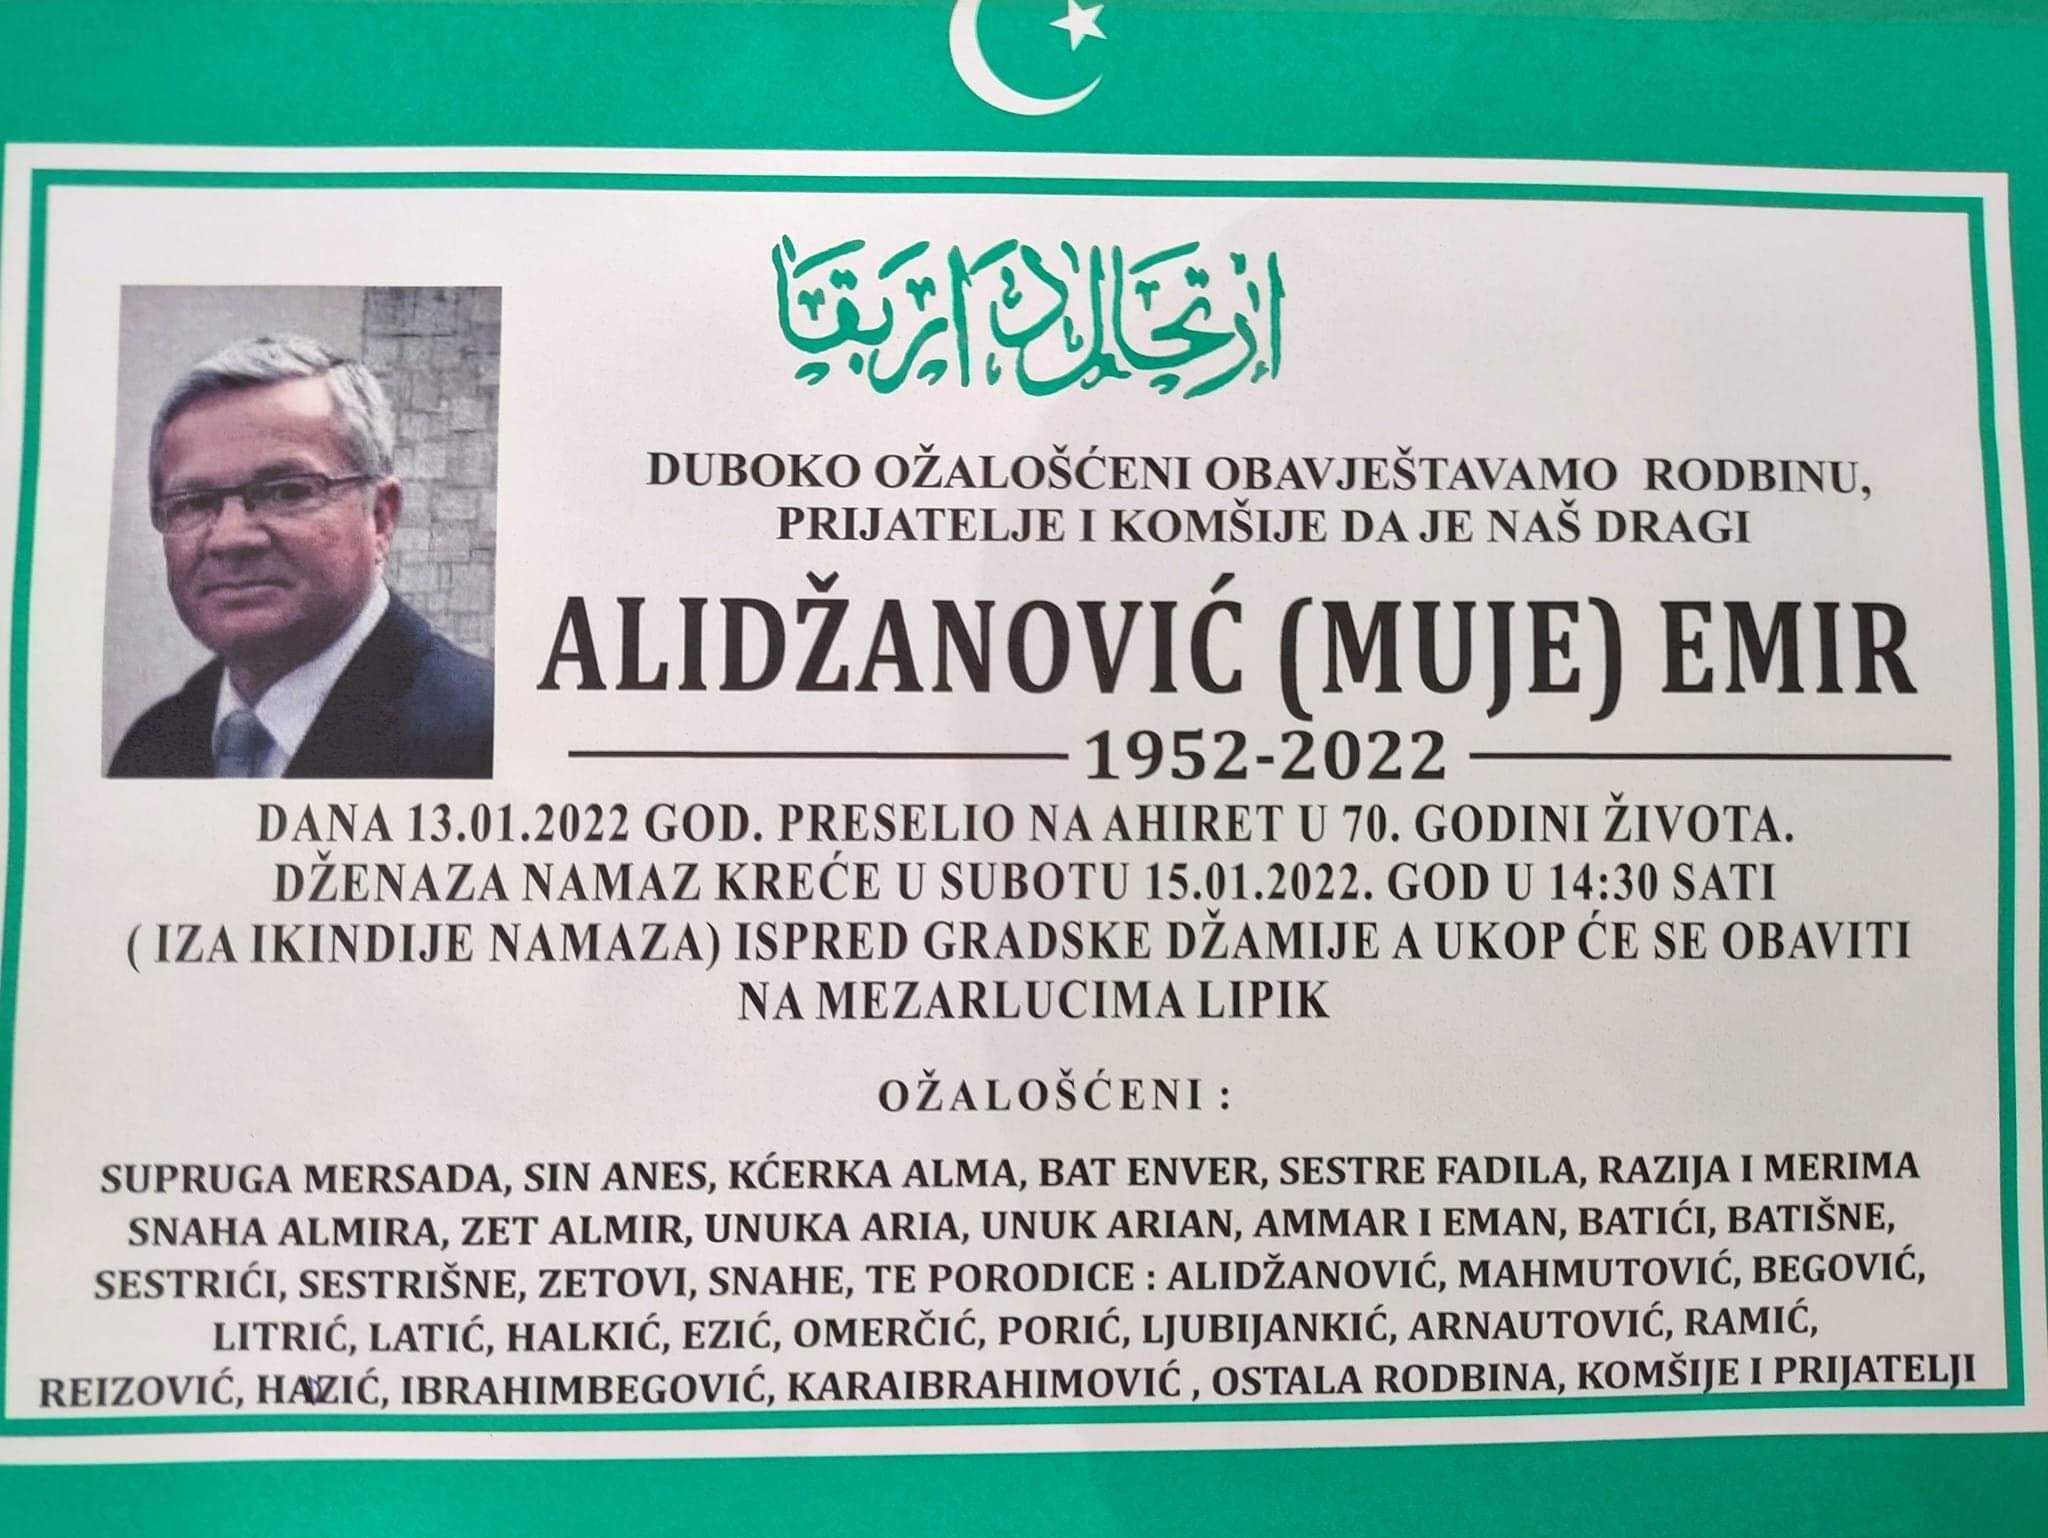 ارتحال دار بقا
DUBOKO OŽALOŠĆENI OBAVJEŠTAVAMO RODBINU,
PRIJATELJE I KOMŠIJE DA JE NAŠ DRAGI
ALIDŽANOVIĆ (MUJE) EMIR
1952-2022
DANA 13.01.2022 GOD. PRESELIO NA AHIRET U 70. GODINI ŽIVOTA.
DŽENAZA NAMAZ KREĆE U SUBOTU 15.01.2022. GOD U 14:30 SATI
( IZA IKINDIJE NAMAZA) ISPRED GRADSKE DŽAMIJE A UKOP ĆE SE OBAVITI
NA MEZARLUCIMA LIPIK
OŽALOŠĆENI :
SUPRUGA MERSADA, SIN ANES, KĆERKA ALMA, BAT ENVER, SESTRE FADILA, RAZIJA I MERIMA
SNAHA ALMIRA, ZET ALMIR, UNUKA ARIA, UNUK ARIAN, AMMAR I EMAN, BATIĆI, BATIŠNE,
SESTRIĆI, SESTRIŠNE, ZETOVI, SNAHE, TE PORODICE : ALIDŽANOVIĆ, MAHMUTOVIĆ, BEGOVIĆ,
LITRIĆ, LATIĆ, HALKIĆ, EZIĆ, OMERČIĆ, PORIĆ, LJUBIJANKIĆ, ARNAUTOVIĆ, RAMIĆ,
REIZOVIĆ, IBRAHIMBEGOVIĆ, KARAIBRAHIMOVIĆ , OSTALA RODBINA, KOMŠIJE I PRIJATELJI